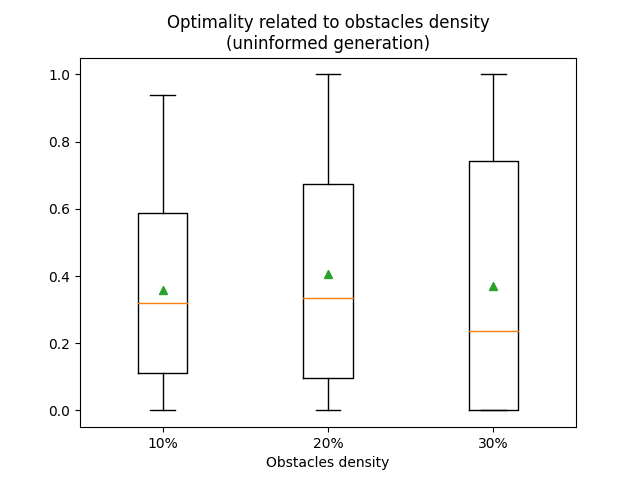 Optimality related to obstacles density
(uninformed generation)
1.0
0.8
0.6
0.4
0.2
0.0
10% 20% 30%
Obstacles density